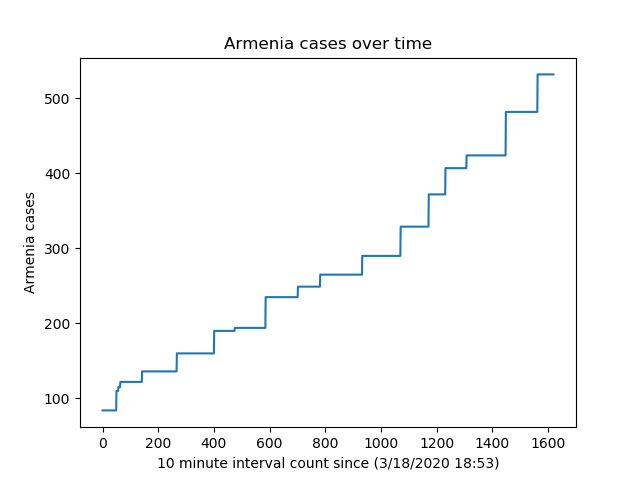 Armenia cases over time
Armenia cases
500
400
300
200
100
0 200 400 600 800 1000 1200 1400 1600
10 minute interval count since (3/18/2020 18:53)